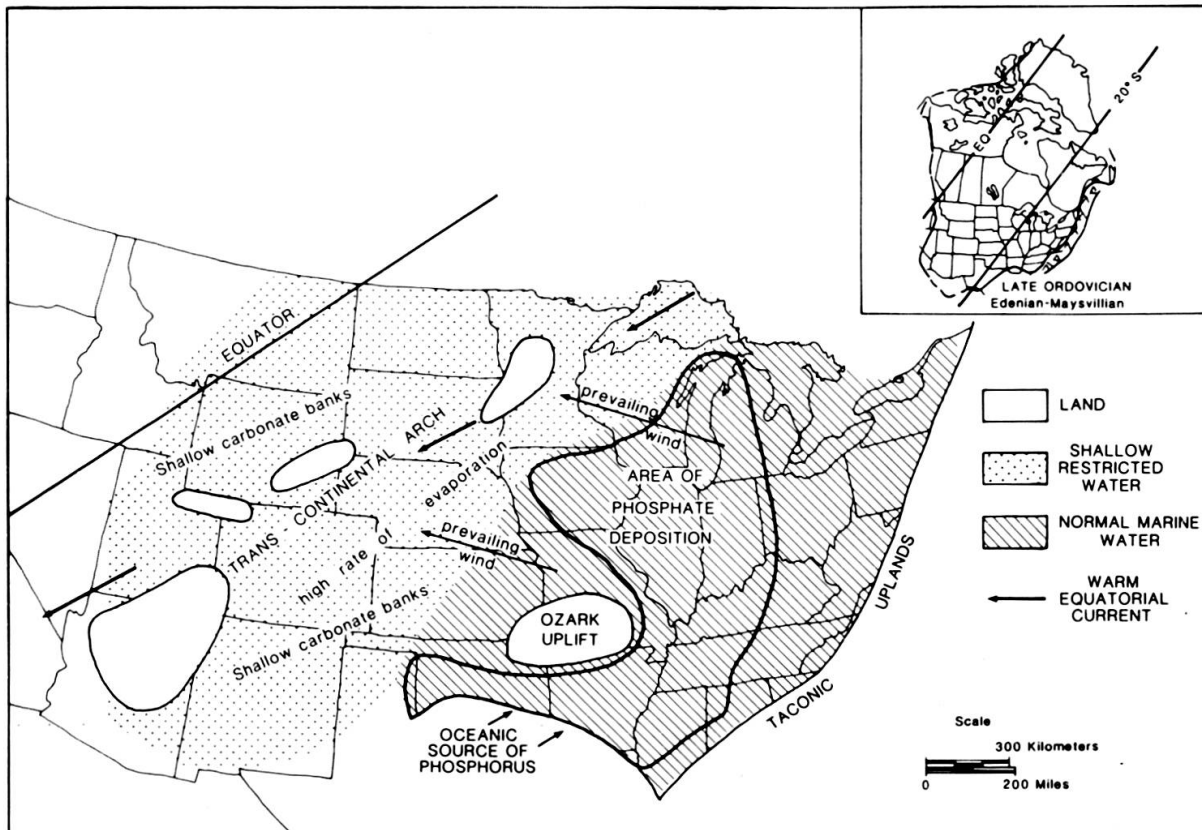 EQ
20° S
LATE ORDOVICIAN
Edenian-Maysvillian
EQUATOR
Shallow carbonate banks
TRANS CONTINENTAL ARCH
high rate of evaporation
Shallow carbonate banks
prevailing
wind
prevailing
wind
AREA OF
PHOSPHATE
DEPOSITION
OZARK
UPLIFT
OCEANIC
SOURCE OF
PHOSPHORUS
TACONIC UPLANDS
LAND
SHALLOW
RESTRICTED
WATER
NORMAL MARINE
WATER
WARM
EQUATORIAL
CURRENT
Scale
300 Kilometers
0 200 Miles